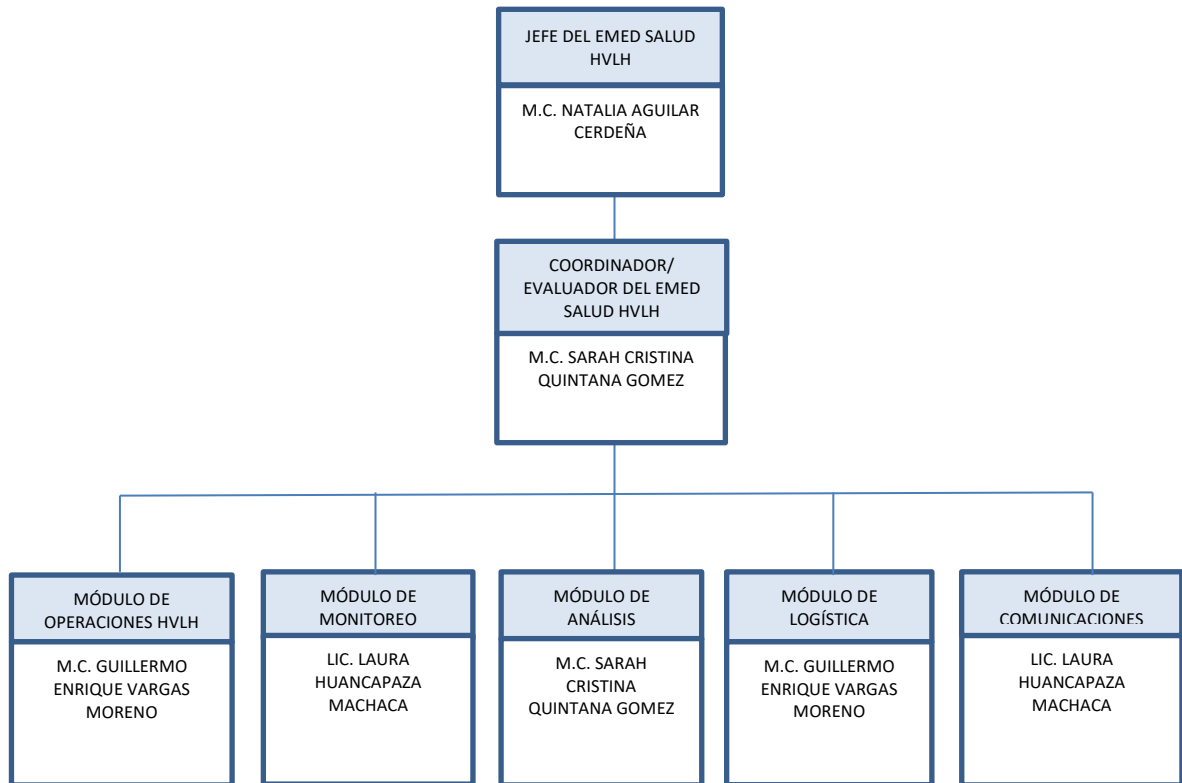 JEFE DEL EMED SALUD
HVLH
M.C. NATALIA AGUILAR
CERDEÑA
COORDINADOR/
EVALUADOR DEL EMED
SALUD HVLH
M.C. SARAH CRISTINA
QUINTANA GOMEZ
MÓDULO DE
OPERACIONES HVLH
M.C. GUILLERMO
ENRIQUE VARGAS
MORENO
MÓDULO DE
MONITOREO
LIC. LAURA
HUANCAPAZA
MACHACA
MÓDULO DE
ANÁLISIS
M.C. SARAH
CRISTINA
QUINTANA GOMEZ
MÓDULO DE
LOGÍSTICA
M.C. GUILLERMO
ENRIQUE VARGAS
MORENO
MÓDULO DE
COMUNICACIONES
LIC. LAURA
HUANCAPAZA
MACHACA